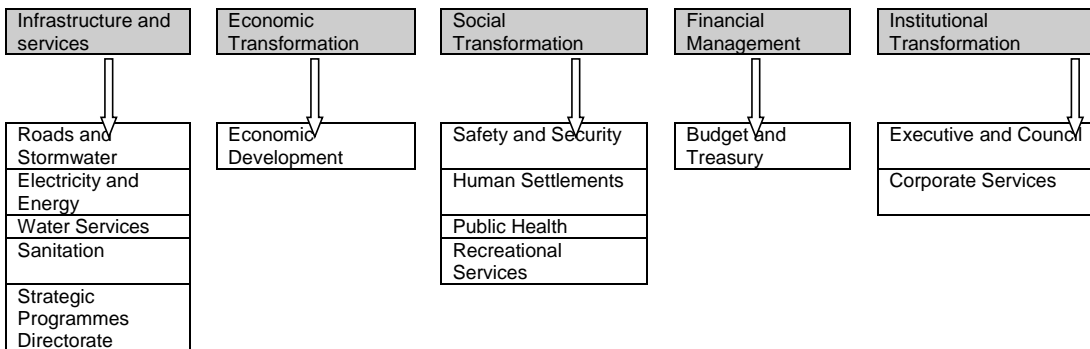 Infrastructure and
services
Economic
Transformation
Social
Transformation
Financial
Management
Institutional
Transformation
Roads and
Stormwater
Electricity and
Energy
Water Services
Sanitation
Strategic
Programmes
Directorate
Economic
Development
Safety and Security
Human Settlements
Public Health
Recreational
Services
Budget and
Treasury
Executive and Council
Corporate Services